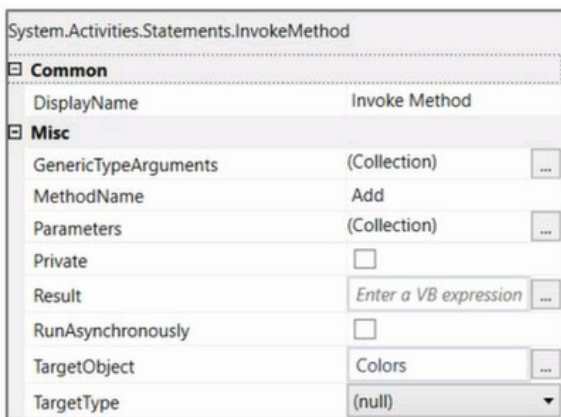 System.Activities.Statements.InvokeMethod
Common
DisplayName Invoke Method
Misc
GenericTypeArguments (Collection) ...
MethodName Add
Parameters (Collection) ...
Private
Result Enter a VB expression ...
RunAsynchronously
TargetObject Colors ...
TargetType (null)